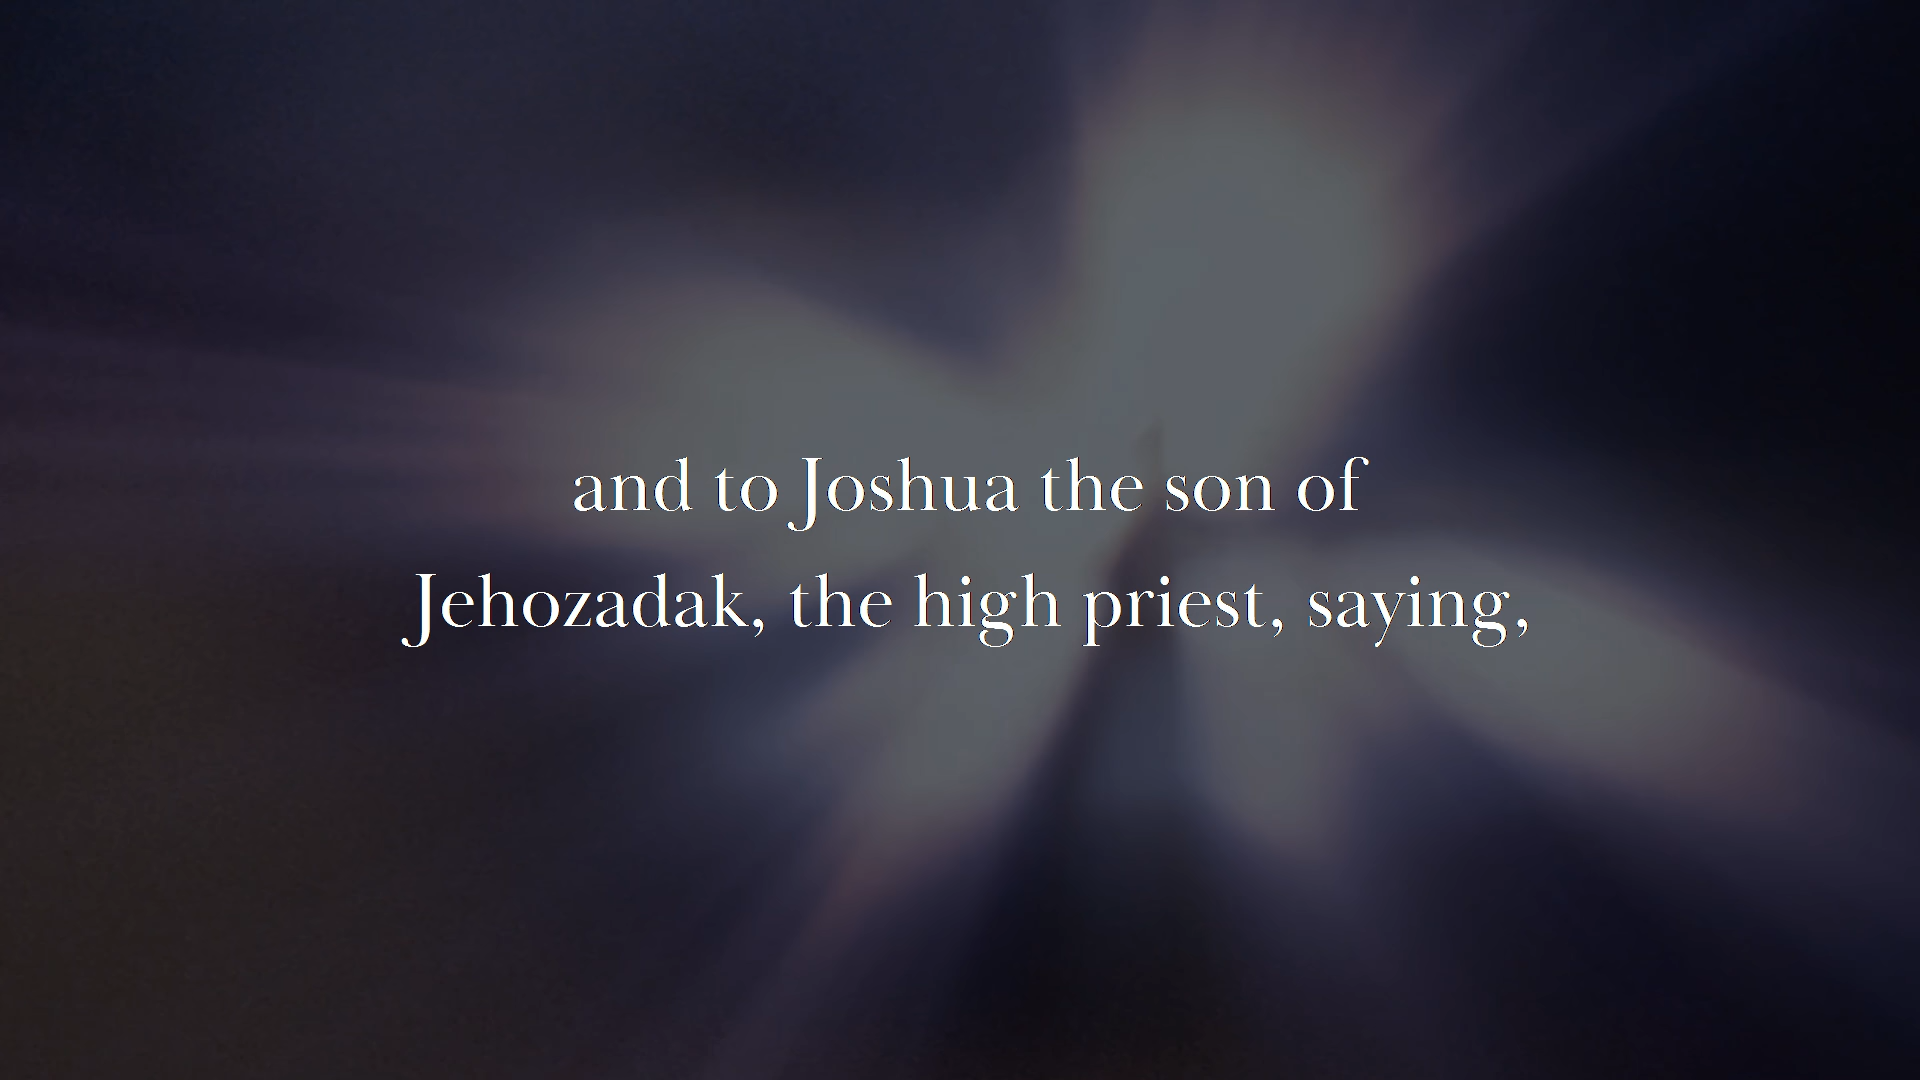 and to Joshua the son of
Jehozadak, the high priest, saying,